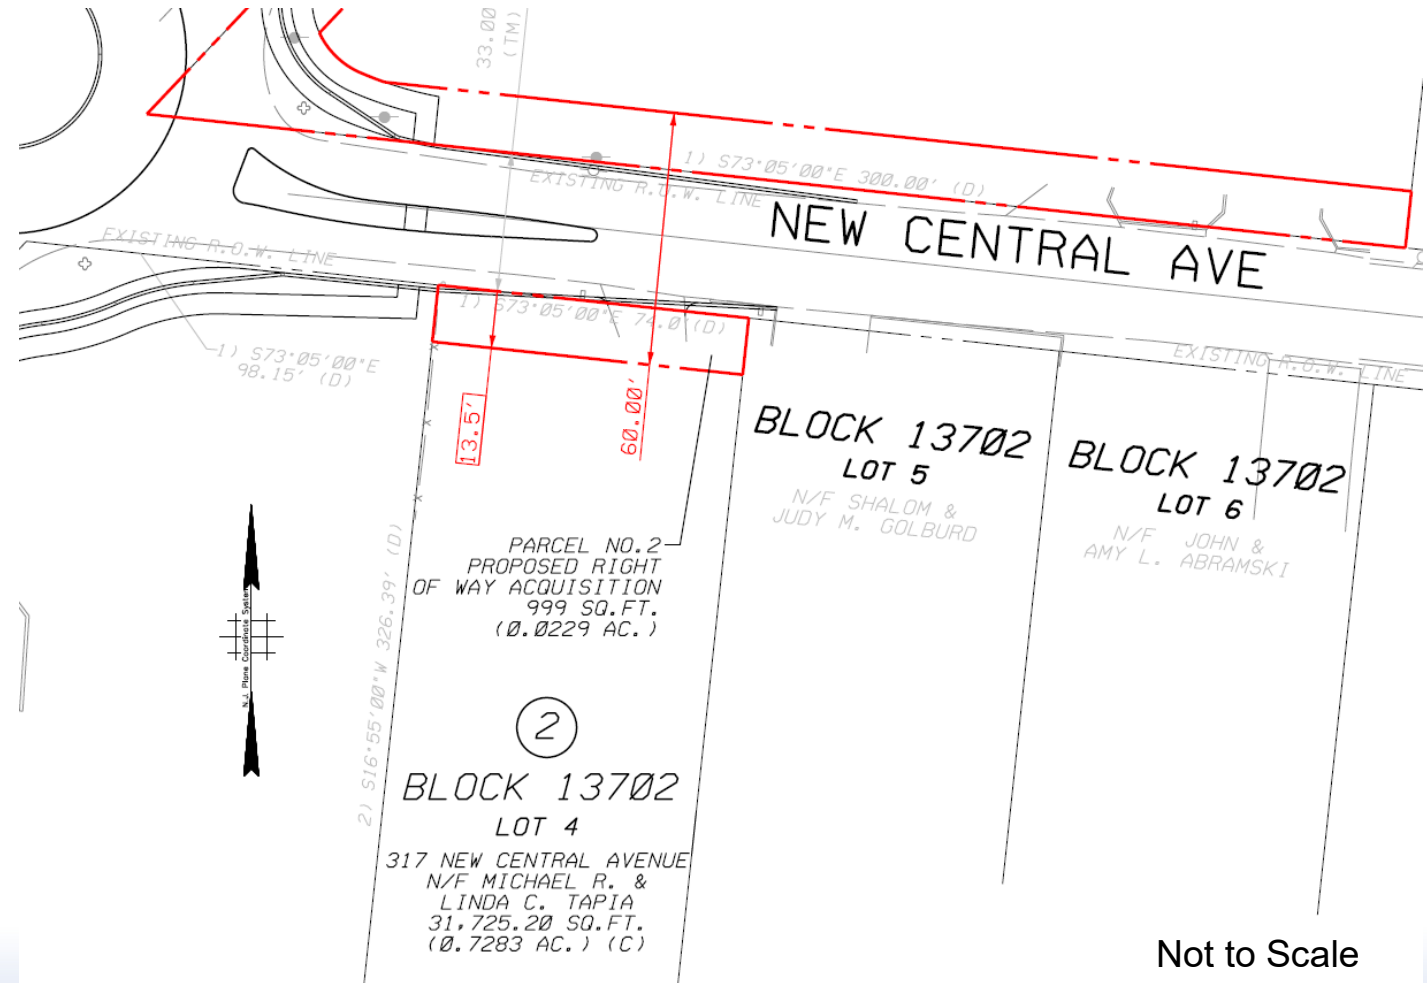 33.00
(TM)
1) S73°05'00"E 300.00' (D)
EXISTING R.O.W. LINE
NEW CENTRAL AVE
EXISTING R.O.W. LINE
1) S73°05'00"E 74.0'(D)
1) S73°05'00"E
98.15' (D)
EXISTING R.O.W. LINE
13.5'
60.00'
BLOCK 13702
LOT 5
N/F SHALOM &
JUDY M. GOLBURD
BLOCK 13702
LOT 6
N/F JOHN &
AMY L. ABRAMSKI
PARCEL NO.2
PROPOSED RIGHT
OF WAY ACQUISITION
999 SQ.FT.
(0.0229 AC.)
N.J. Plane Coordinate System
2) S16°55'00"W 326.39' (D)
2
BLOCK 13702
LOT 4
317 NEW CENTRAL AVENUE
N/F MICHAEL R. &
LINDA C. TAPIA
31,725.20 SQ.FT.
(0.7283 AC.) (C)
Not to Scale